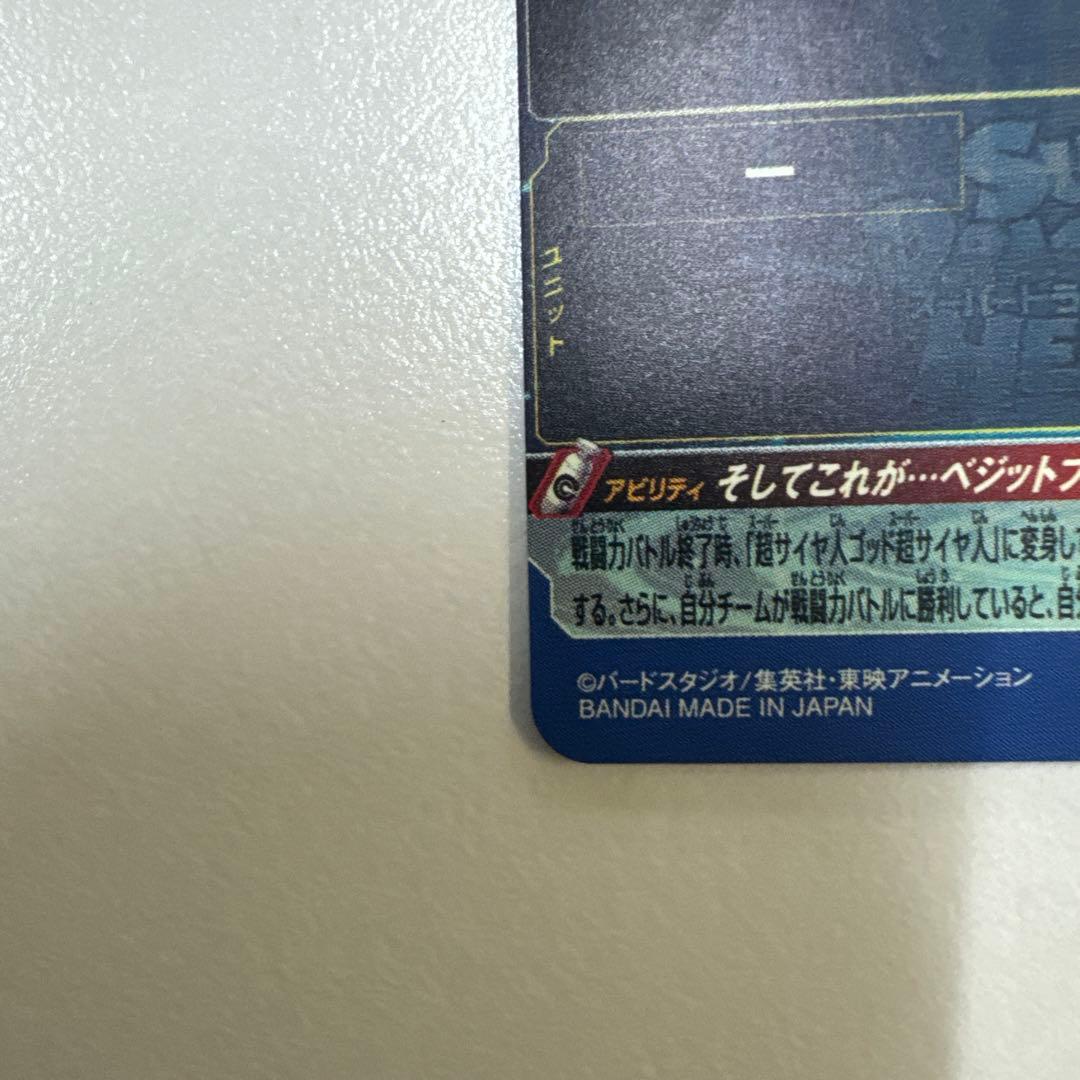 ー
ユニット
アビリティ そしてこれが…ベジットブ
戦闘力バトル終了時、「超サイヤ人ゴッド超サイヤ人」に変身し
する。さらに、自分チームが戦闘力バトルに勝利していると、自
©バードスタジオ/集英社・東映アニメーション
BANDAI MADE IN JAPAN